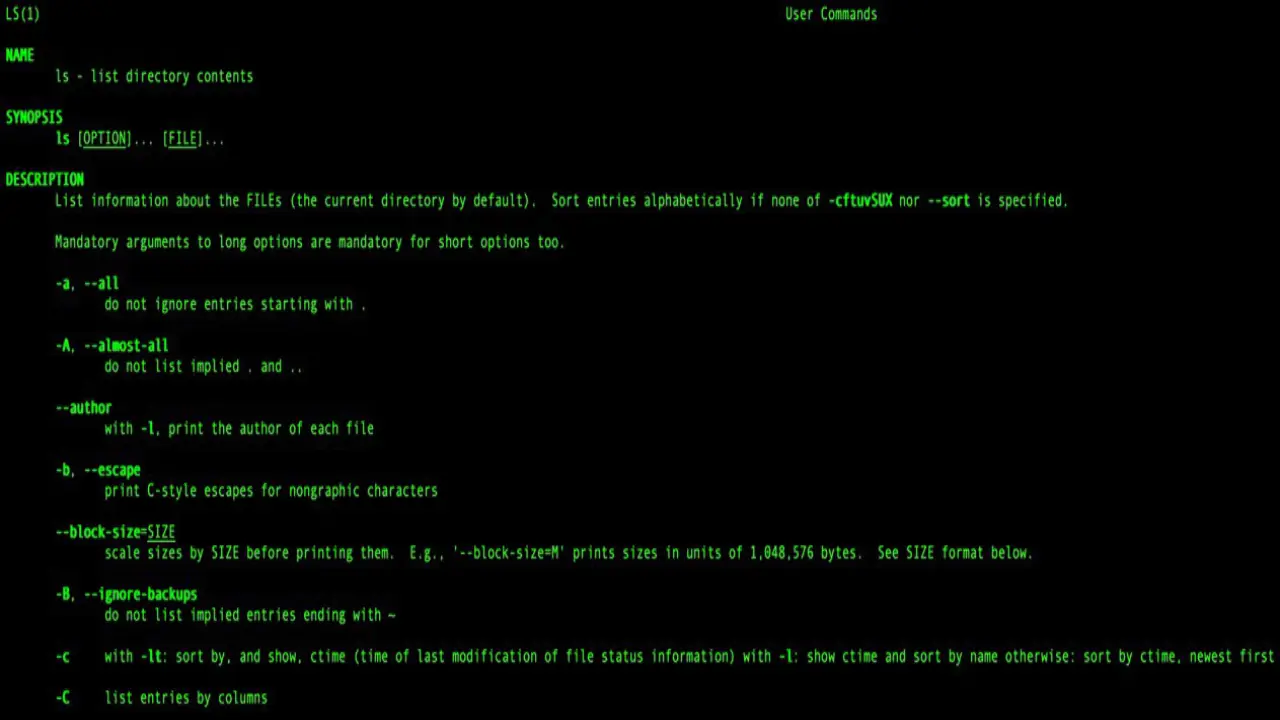 LS(1) User Commands
NAME
ls - list directory contents
SYNOPSIS
ls [OPTION]... [FILE]...
DESCRIPTION
List information about the FILEs (the current directory by default).  Sort entries alphabetically if none of -cftuvSUX nor --sort is specified.
Mandatory arguments to long options are mandatory for short options too.
-a, --all
do not ignore entries starting with .
-A, --almost-all
do not list implied . and ..
--author
with -l, print the author of each file
-b, --escape
print C-style escapes for nongraphic characters
--block-size=SIZE
scale sizes by SIZE before printing them.  E.g., '--block-size=M' prints sizes in units of 1,048,576 bytes.  See SIZE format below.
-B, --ignore-backups
do not list implied entries ending with ~
-c with -lt: sort by, and show, ctime (time of last modification of file status information) with -l: show ctime and sort by name otherwise: sort by ctime, newest first
-C list entries by columns